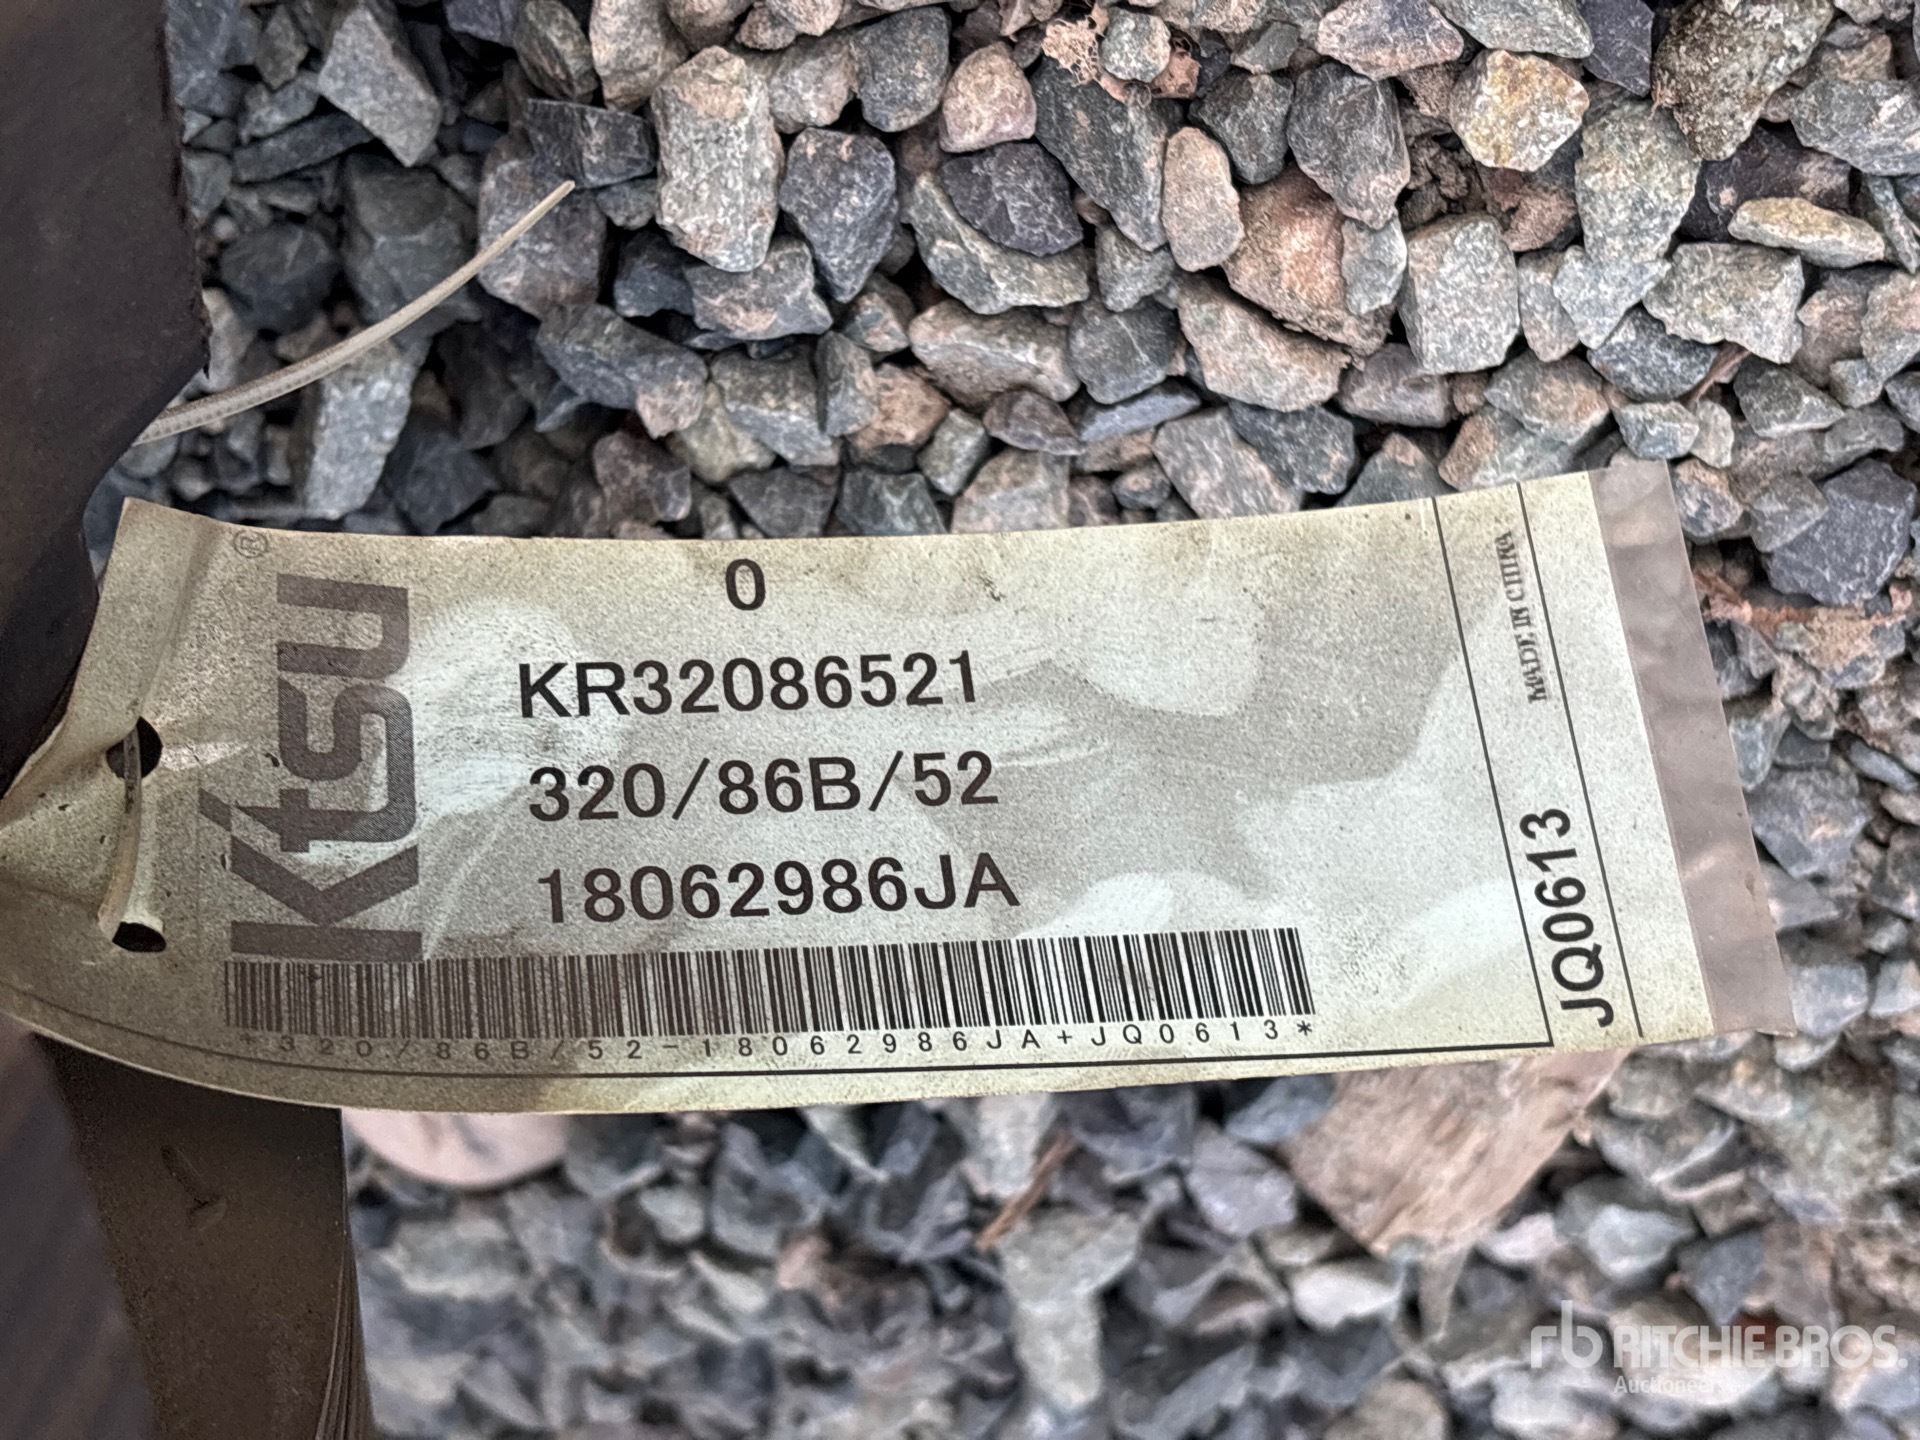 Ktsu®
0
KR32086521
320/86B/52
18062986JA
*320/86B/52-18062986JA+JQ0613*
MADE IN CHINA
JQ0613
rb RITCHIE BROS.
Auctioneers